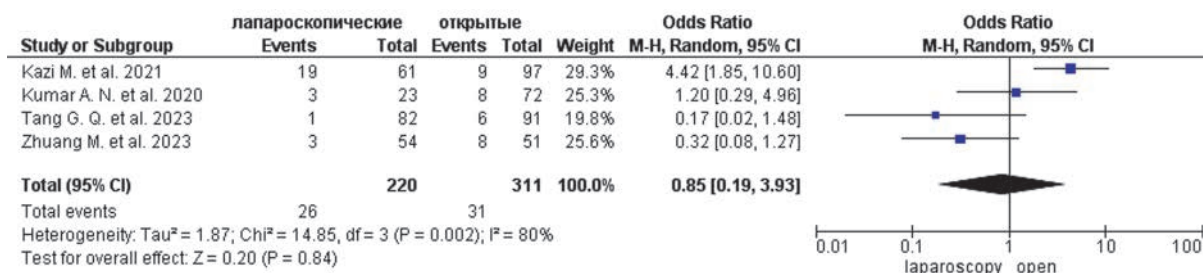 лапароскопические открытые Odds Ratio Odds Ratio
Study or Subgroup Events Total Events Total Weight M-H, Random, 95% CI M-H, Random, 95% CI
Kazi M. et al. 2021 19 61 9 97 29.3% 4.42 [1.85, 10.60]
Kumar A. N. et al. 2020 3 23 8 72 25.3% 1.20 [0.29, 4.96]
Tang G. Q. et al. 2023 1 82 6 91 19.8% 0.17 [0.02, 1.48]
Zhuang M. et al. 2023 3 54 8 51 25.6% 0.32 [0.08, 1.27]
Total (95% CI) 220 311 100.0% 0.85 [0.19, 3.93]
Total events 26 31
Heterogeneity: Tau² = 1.87; Chi² = 14.85, df = 3 (P = 0.002); I² = 80%
Test for overall effect: Z = 0.20 (P = 0.84)
0.01 0.1 1 10 100
laparoscopy open